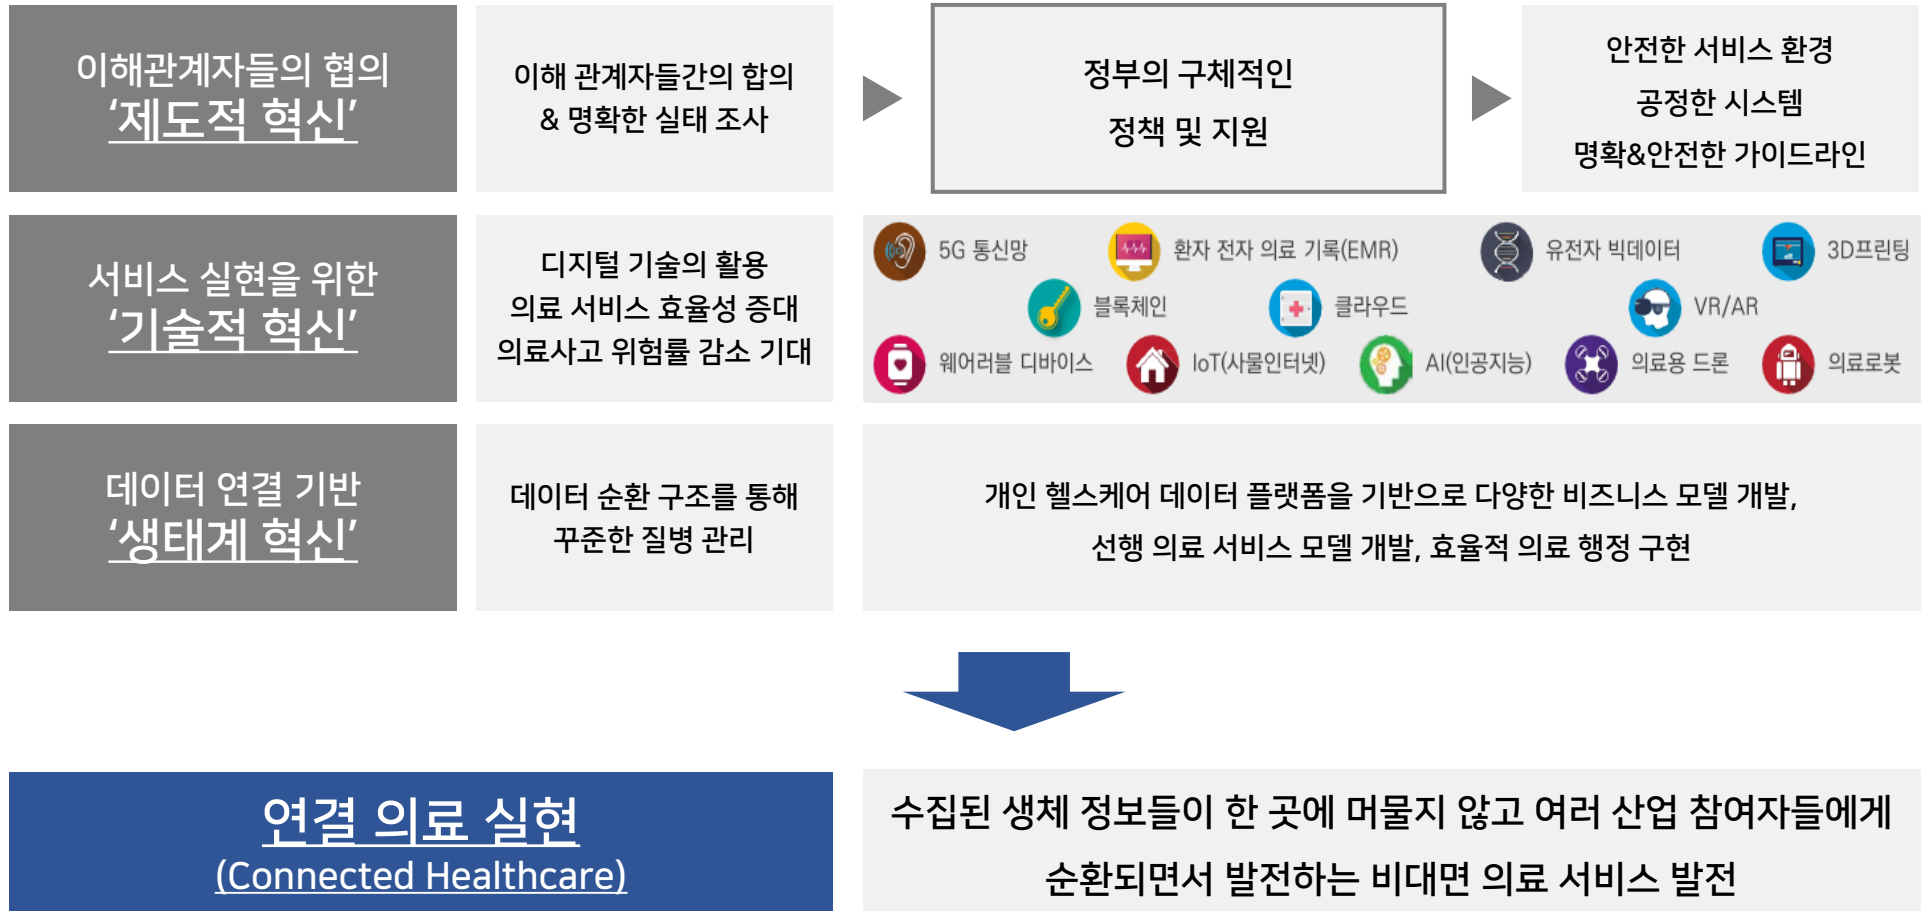 이해관계자들의 협의
‘제도적 혁신’
이해 관계자들간의 합의
& 명확한 실태 조사
정부의 구체적인
정책 및 지원
안전한 서비스 환경
공정한 시스템
명확&안전한 가이드라인
서비스 실현을 위한
‘기술적 혁신’
디지털 기술의 활용
의료 서비스 효율성 증대
의료사고 위험률 감소 기대
5G 통신망
환자 전자 의료 기록(EMR)
유전자 빅데이터
3D프린팅
블록체인
클라우드
VR/AR
웨어러블 디바이스
IoT(사물인터넷)
AI(인공지능)
의료용 드론
의료로봇
데이터 연결 기반
‘생태계 혁신’
데이터 순환 구조를 통해
꾸준한 질병 관리
개인 헬스케어 데이터 플랫폼을 기반으로 다양한 비즈니스 모델 개발,
선행 의료 서비스 모델 개발, 효율적 의료 행정 구현
연결 의료 실현
(Connected Healthcare)
수집된 생체 정보들이 한 곳에 머물지 않고 여러 산업 참여자들에게
순환되면서 발전하는 비대면 의료 서비스 발전